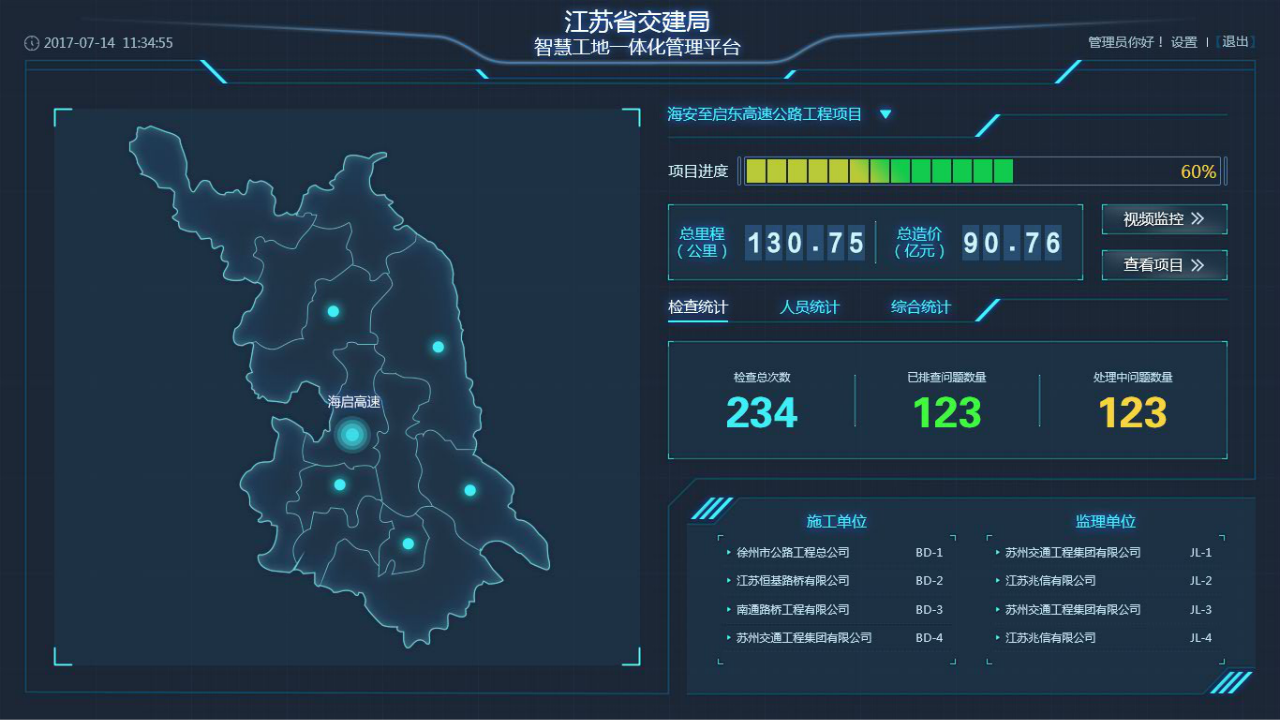 江苏省交建局
智慧工地一体化管理平台
2017-07-14 11:34:55
管理员你好！ 设置 | [退出]
海启高速
海安至启东高速公路工程项目
项目进度 60%
总里程
（公里）
130.75
总造价
（亿元）
90.76
视频监控
查看项目
检查统计 人员统计 综合统计
检查总次数 已排查问题数量 处理中问题数量
234 123 123
施工单位
徐州市公路工程总公司 BD-1
江苏恒基路桥有限公司 BD-2
南通路桥工程有限公司 BD-3
苏州交通工程集团有限公司 BD-4
监理单位
苏州交通工程集团有限公司 JL-1
江苏兆信有限公司 JL-2
苏州交通工程集团有限公司 JL-3
江苏兆信有限公司 JL-4